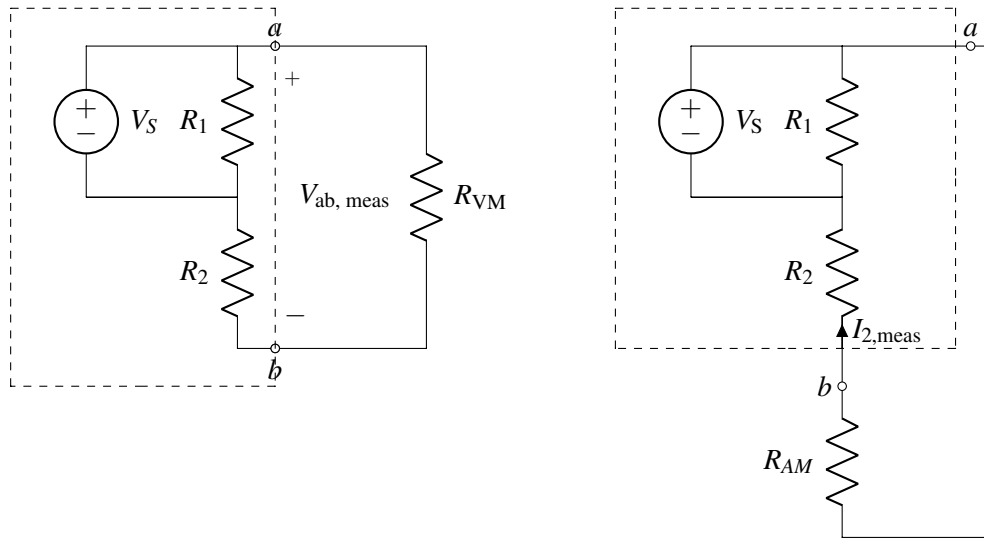 a
+
+
−
V_S
R_1
V_ab, meas
R_VM
R_2
−
b
a
+
−
V_S
R_1
R_2
I_2,meas
b
R_AM